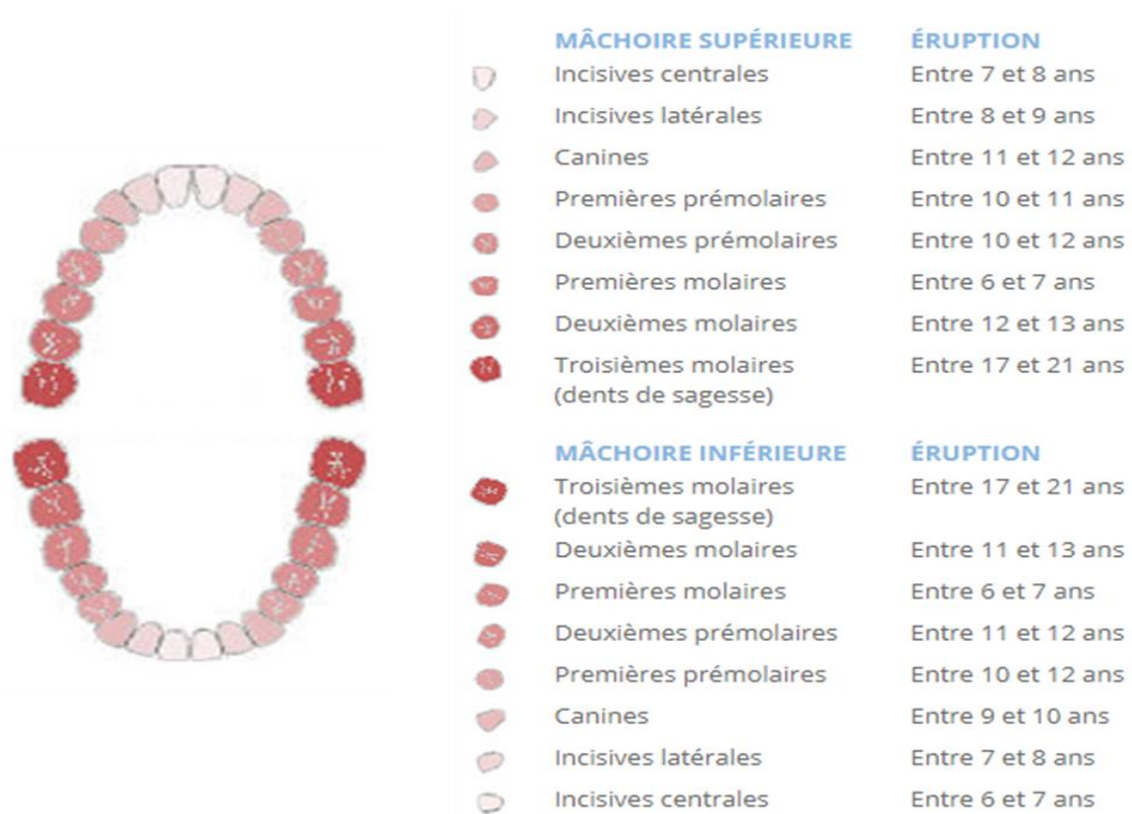 MÂCHOIRE SUPÉRIEURE ÉRUPTION
Incisives centrales Entre 7 et 8 ans
Incisives latérales Entre 8 et 9 ans
Canines Entre 11 et 12 ans
Premières prémolaires Entre 10 et 11 ans
Deuxièmes prémolaires Entre 10 et 12 ans
Premières molaires Entre 6 et 7 ans
Deuxièmes molaires Entre 12 et 13 ans
Troisièmes molaires Entre 17 et 21 ans
(dents de sagesse)
MÂCHOIRE INFÉRIEURE ÉRUPTION
Troisièmes molaires Entre 17 et 21 ans
(dents de sagesse)
Deuxièmes molaires Entre 11 et 13 ans
Premières molaires Entre 6 et 7 ans
Deuxièmes prémolaires Entre 11 et 12 ans
Premières prémolaires Entre 10 et 12 ans
Canines Entre 9 et 10 ans
Incisives latérales Entre 7 et 8 ans
Incisives centrales Entre 6 et 7 ans